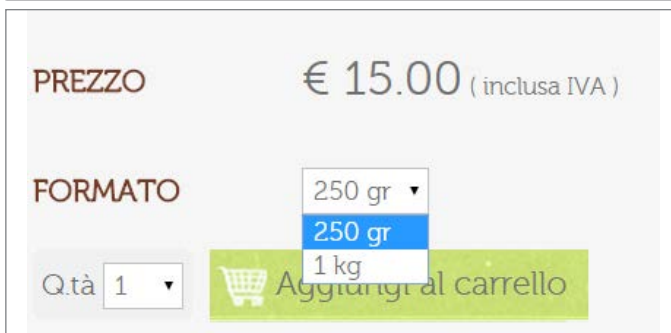 PREZZO € 15.00 ( inclusa IVA )
FORMATO 250 gr
250 gr
1 kg
Q.tà 1 Aggiungi al carrello